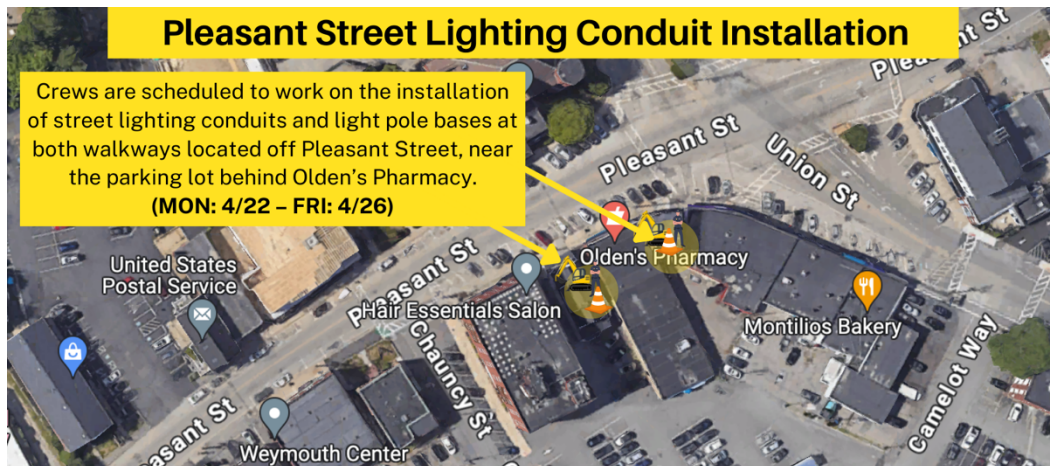 Pleasant Street Lighting Conduit Installation
Crews are scheduled to work on the installation
of street lighting conduits and light pole bases at
both walkways located off Pleasant Street, near
the parking lot behind Olden’s Pharmacy.
(MON: 4/22 – FRI: 4/26)
Pleasant St
Pleasant St
Union St
Olden's Pharmacy
United States
Postal Service
Pleasant St
Hair Essentials Salon
Montilios Bakery
Chauncy St
Camelot Way
Pleasant St
Weymouth Center